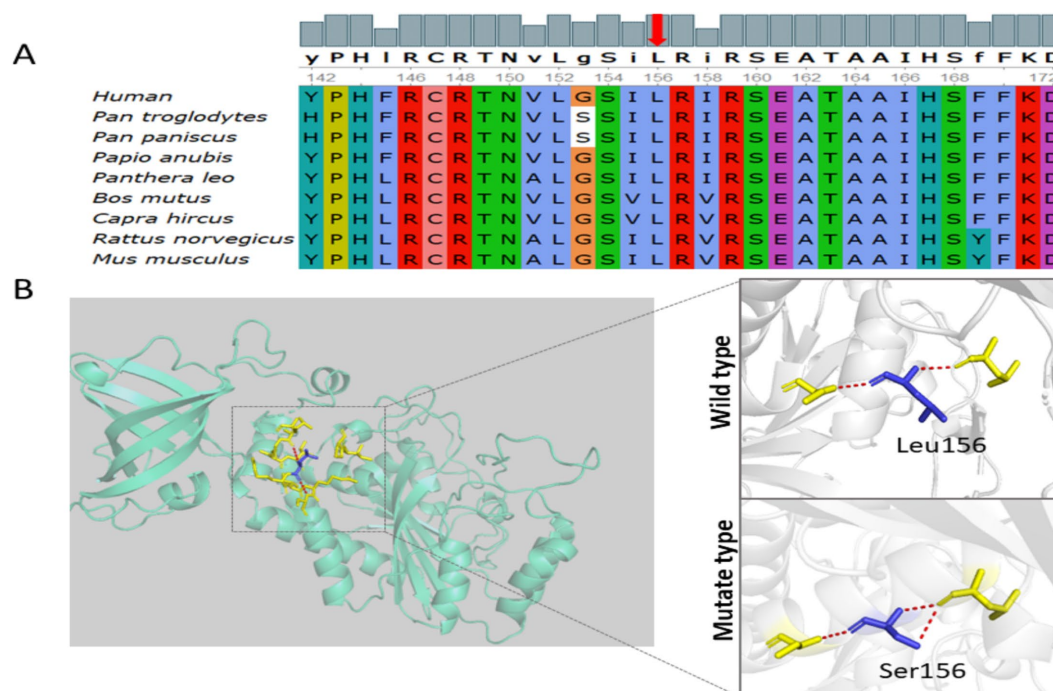 A
y P H l R C R T N v L g S i L R i R S E A T A A I H S f F K D
142 144 146 148 150 152 154 156 158 160 162 164 166 168 172
Human Y P H F R C R T N V L G S I L R I R S E A T A A I H S F F K D
Pan troglodytes H P H F R C R T N V L S S I L R I R S E A T A A I H S F F K D
Pan paniscus H P H F R C R T N V L S S I L R I R S E A T A A I H S F F K D
Papio anubis Y P H F R C R T N V L G S I L R I R S E A T A A I H S F F K D
Panthera leo Y P H L R C R T N A L G S I L R I R S E A T A A I H S F F K D
Bos mutus Y P H L R C R T N V L G S V L R V R S E A T A A I H S F F K D
Capra hircus Y P H L R C R T N V L G S V L R V R S E A T A A I H S F F K D
Rattus norvegicus Y P H L R C R T N A L G S I L R V R S E A T A A I H S Y F K D
Mus musculus Y P H L R C R T N A L G S I L R V R S E A T A A I H S Y F K D
B
Wild type
Leu156
Mutate type
Ser156